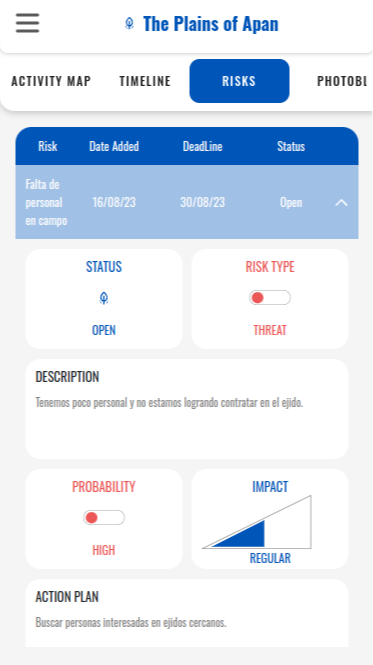 The Plains of Apan
ACTIVITY MAP TIMELINE RISKS PHOTOBL
Risk Date Added DeadLine Status
Falta de
personal 16/08/23 30/08/23 Open
en campo
STATUS RISK TYPE
OPEN THREAT
DESCRIPTION
Tenemos poco personal y no estamos logrando contratar en el ejido.
PROBABILITY IMPACT
HIGH
REGULAR
ACTION PLAN
Buscar personas interesadas en ejidos cercanos.